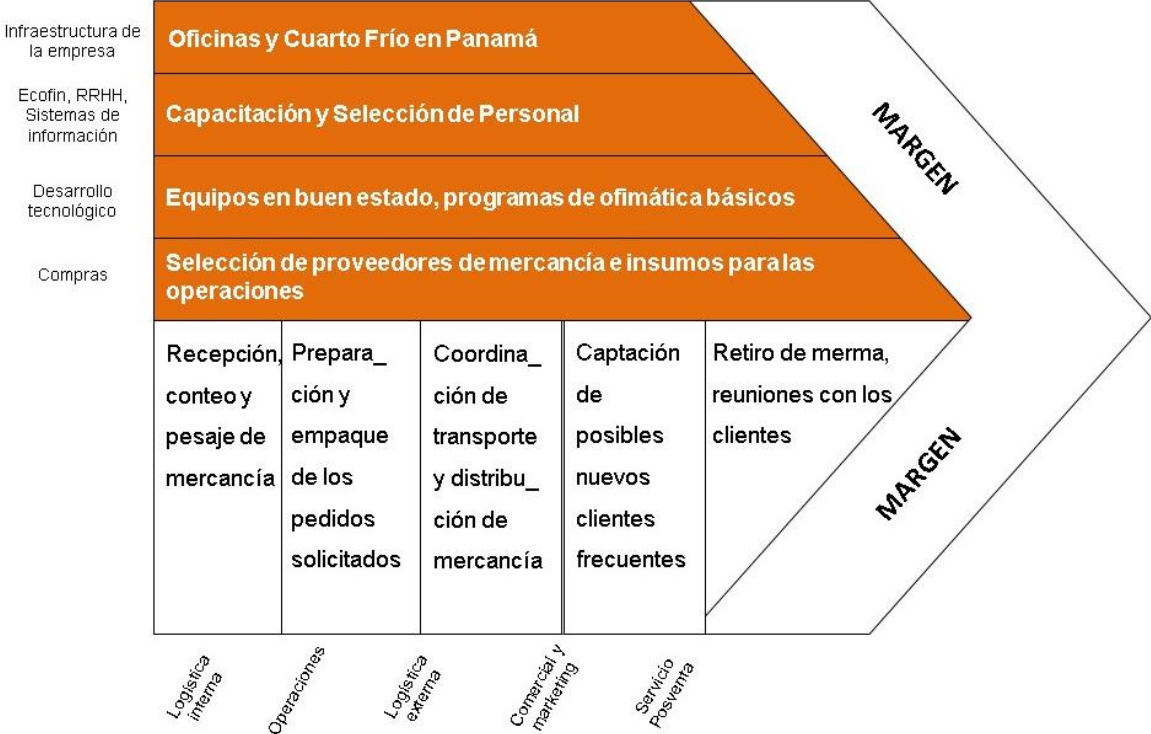 Infraestructura de
la empresa
Oficinas y Cuarto Frío en Panamá
Ecofin, RRHH,
Sistemas de
información
Capacitación y Selección de Personal
Desarrollo
tecnológico
Equipos en buen estado, programas de ofimática básicos
Compras
Selección de proveedores de mercancía e insumos para las
operaciones
MARGEN
Recepción,
conteo y
pesaje de
mercancía
Prepara_
ción y
empaque
de los
pedidos
solicitados
Coordina_
ción de
transporte
y distribu_
ción de
mercancía
Captación
de
posibles
nuevos
clientes
frecuentes
Retiro de merma,
reuniones con los
clientes
MARGEN
Logística
interna
Operaciones
Logística
externa
Comercial y
marketing
Servicio
Posventa